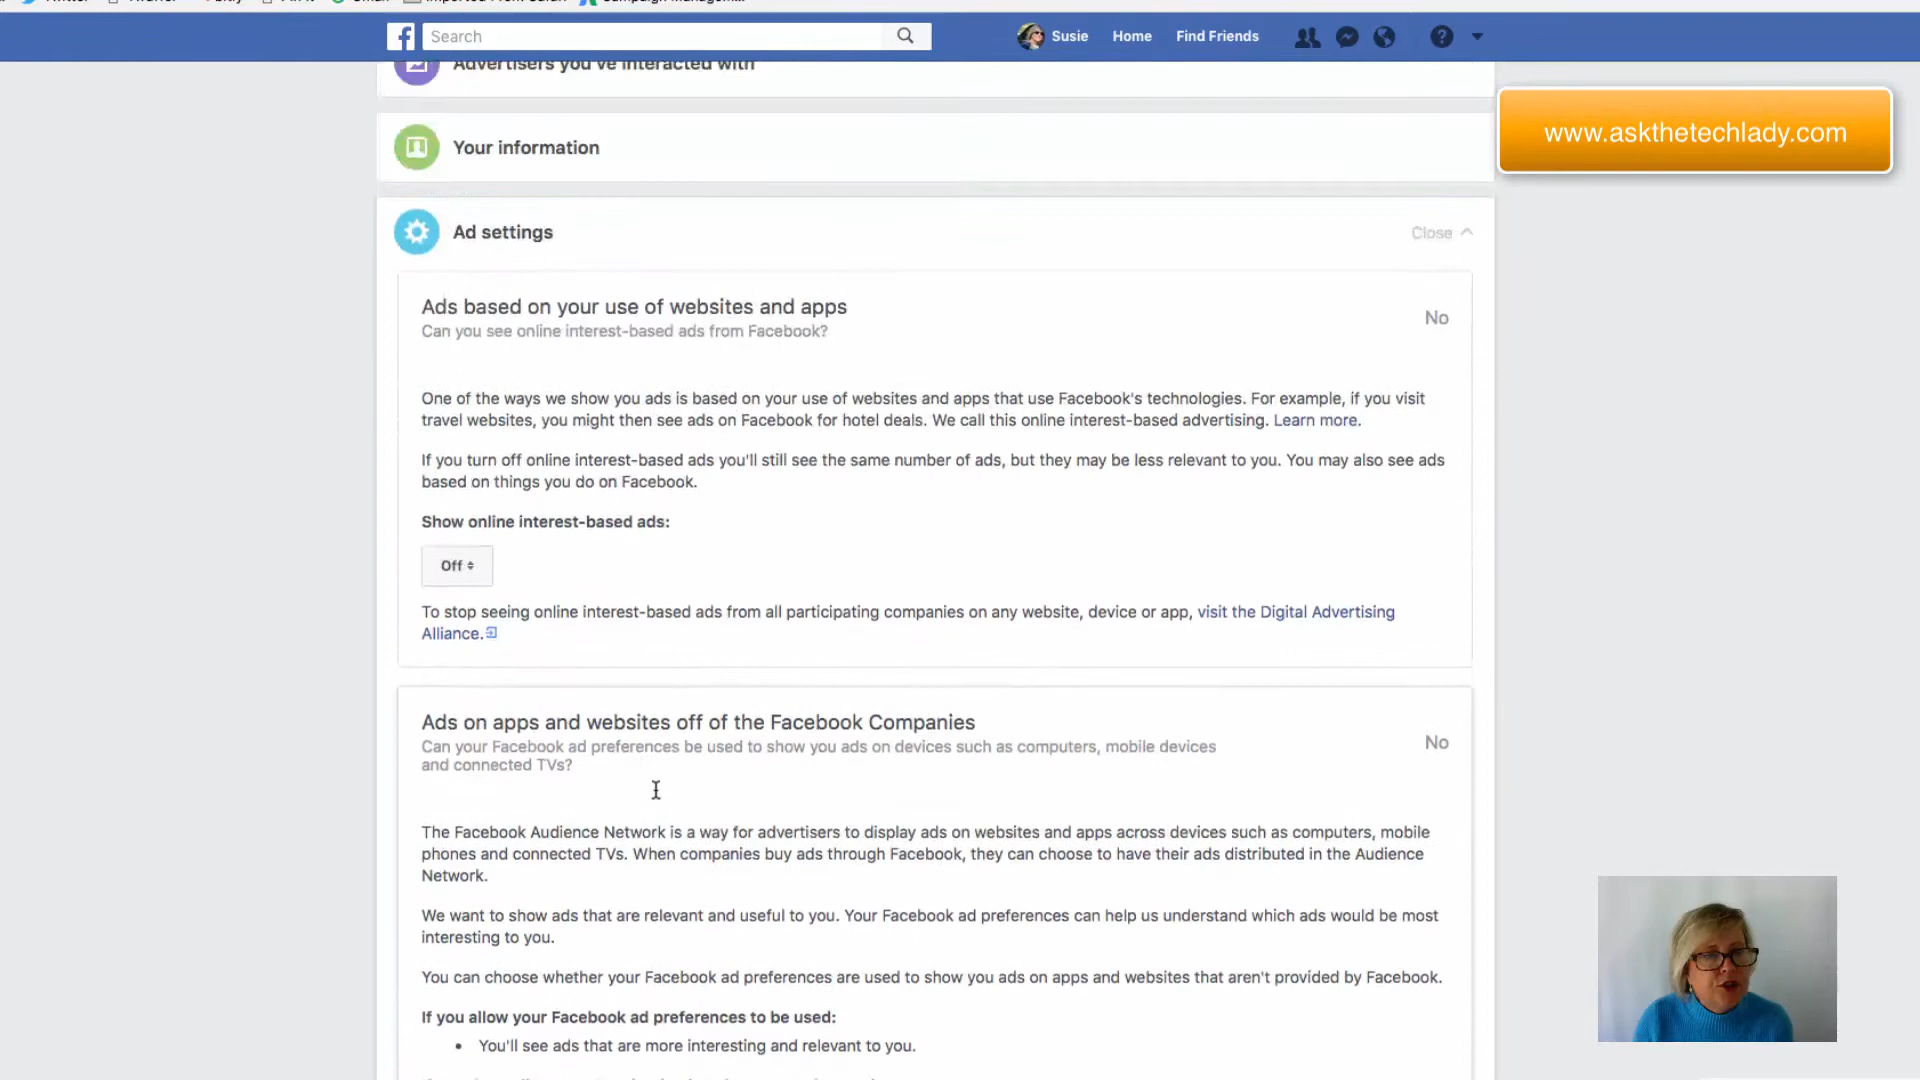 Search
Susie
Home
Find Friends
Advertisers you've interacted with
www.askthetechlady.com
Your information
Ad settings
Close
Ads based on your use of websites and apps
No
Can you see online interest-based ads from Facebook?
One of the ways we show you ads is based on your use of websites and apps that use Facebook's technologies. For example, if you visit
travel websites, you might then see ads on Facebook for hotel deals. We call this online interest-based advertising. Learn more.
If you turn off online interest-based ads you'll still see the same number of ads, but they may be less relevant to you. You may also see ads
based on things you do on Facebook.
Show online interest-based ads:
Off
To stop seeing online interest-based ads from all participating companies on any website, device or app, visit the Digital Advertising
Alliance.
Ads on apps and websites off of the Facebook Companies
Can your Facebook ad preferences be used to show you ads on devices such as computers, mobile devices
No
and connected TVs?
The Facebook Audience Network is a way for advertisers to display ads on websites and apps across devices such as computers, mobile
phones and connected TVs. When companies buy ads through Facebook, they can choose to have their ads distributed in the Audience
Network.
We want to show ads that are relevant and useful to you. Your Facebook ad preferences can help us understand which ads would be most
interesting to you.
You can choose whether your Facebook ad preferences are used to show you ads on apps and websites that aren't provided by Facebook.
If you allow your Facebook ad preferences to be used:
• You'll see ads that are more interesting and relevant to you.